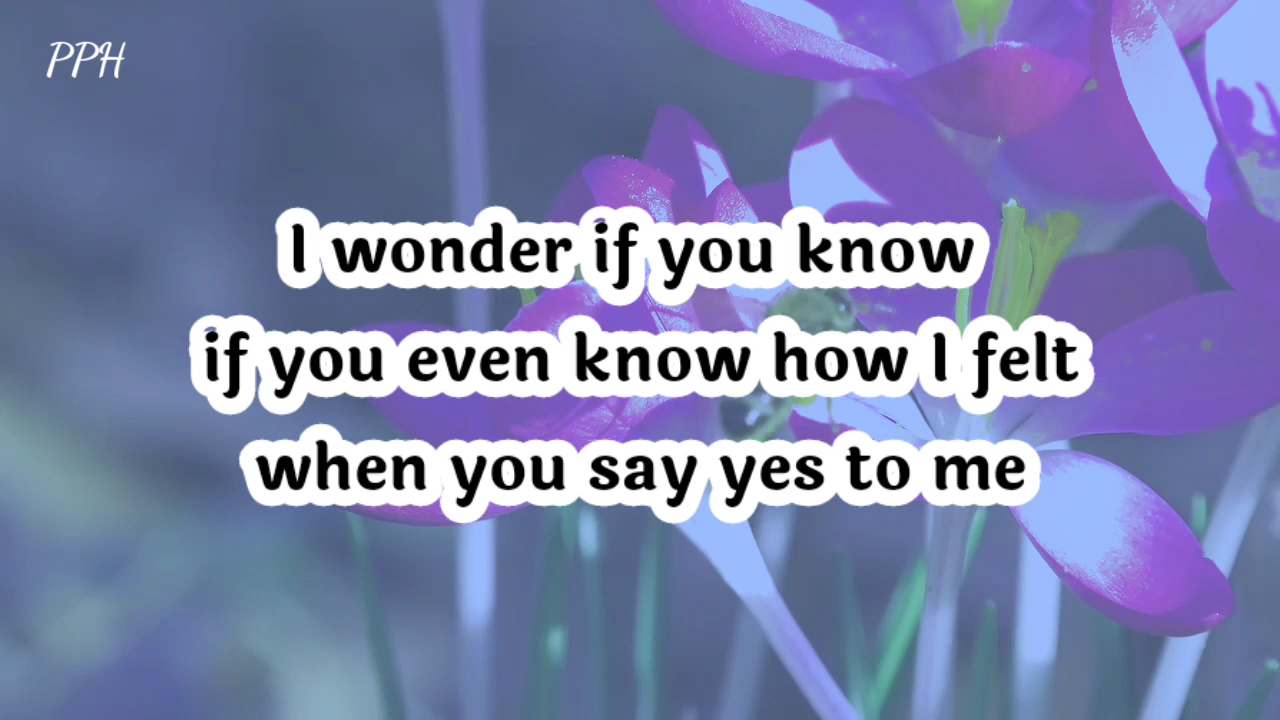 PPH
I wonder if you know
if you even know how I felt
when you say yes to me